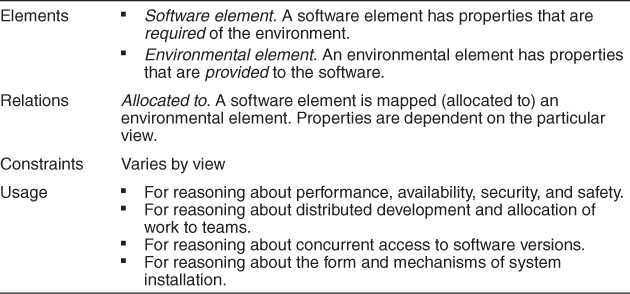 Elements ▪ Software element. A software element has properties that are
required of the environment.
▪ Environmental element. An environmental element has properties
that are provided to the software.
Relations Allocated to. A software element is mapped (allocated to) an
environmental element. Properties are dependent on the particular
view.
Constraints Varies by view
Usage ▪ For reasoning about performance, availability, security, and safety.
▪ For reasoning about distributed development and allocation of
work to teams.
▪ For reasoning about concurrent access to software versions.
▪ For reasoning about the form and mechanisms of system
installation.